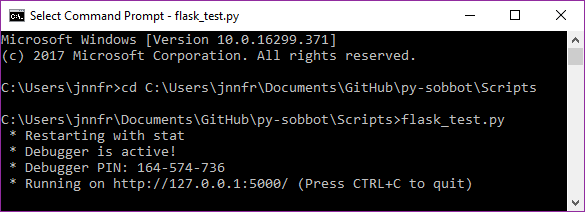 Select Command Prompt - flask_test.py
Microsoft Windows [Version 10.0.16299.371]
(c) 2017 Microsoft Corporation. All rights reserved.
C:\Users\jnnfr>cd C:\Users\jnnfr\Documents\GitHub\py-sobbot\Scripts
C:\Users\jnnfr\Documents\GitHub\py-sobbot\Scripts>flask_test.py
* Restarting with stat
* Debugger is active!
* Debugger PIN: 164-574-736
* Running on http://127.0.0.1:5000/ (Press CTRL+C to quit)